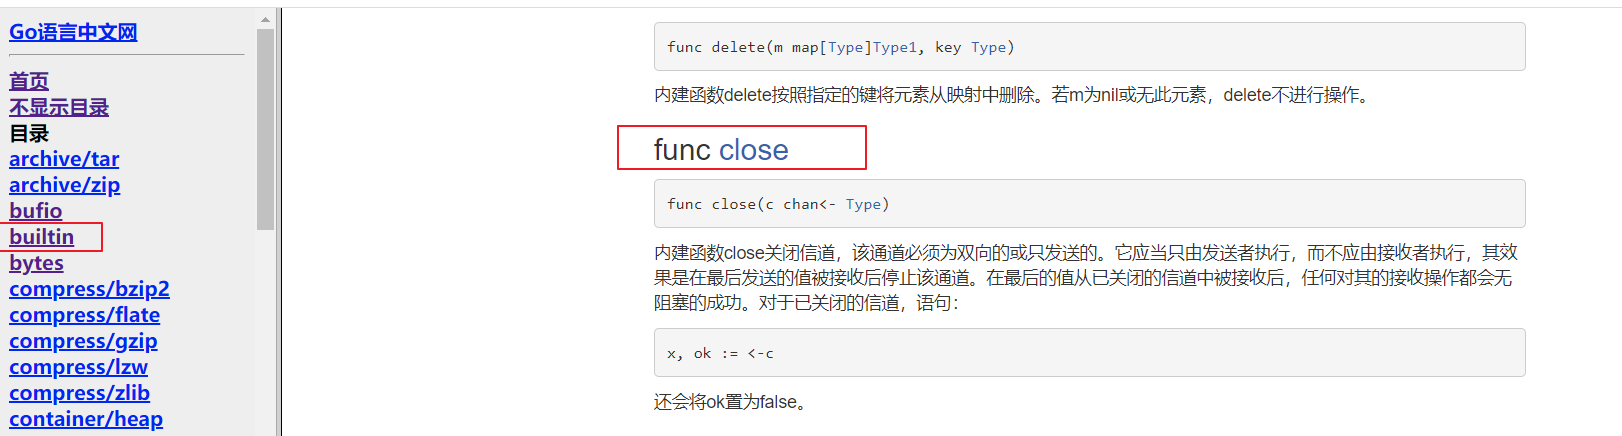 Go语言中文网
首页
不显示目录
目录
archive/tar
archive/zip
bufio
builtin
bytes
compress/bzip2
compress/flate
compress/gzip
compress/lzw
compress/zlib
container/heap
func delete(m map[Type]Type1, key Type)
内建函数delete按照指定的键将元素从映射中删除。若m为nil或无此元素，delete不进行操作。
func close
func close(c chan<- Type)
内建函数close关闭信道，该通道必须为双向的或只发送的。它应当只由发送者执行，而不应由接收者执行，其效
果是在最后发送的值被接收后停止该通道。在最后的值从已关闭的信道中被接收后，任何对其的接收操作都会无
阻塞的成功。对于已关闭的信道，语句：
x, ok := <-c
还会将ok置为false。